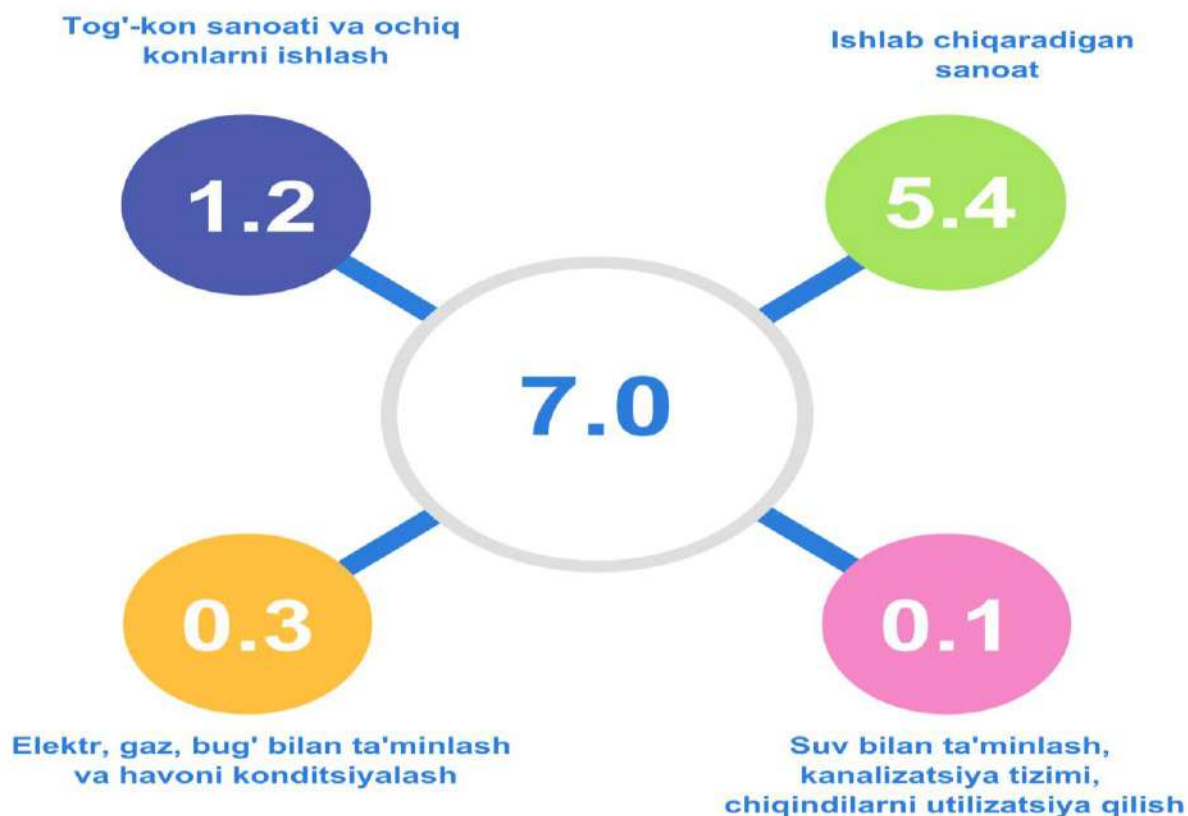 Tog'-kon sanoati va ochiq
konlarni ishlash
Ishlab chiqaradigan
sanoat
1.2
5.4
7.0
0.3
0.1
Elektr, gaz, bug' bilan ta'minlash
va havoni konditsiyalash
Suv bilan ta'minlash,
kanalizatsiya tizimi,
chiqindilarni utilizatsiya qilish